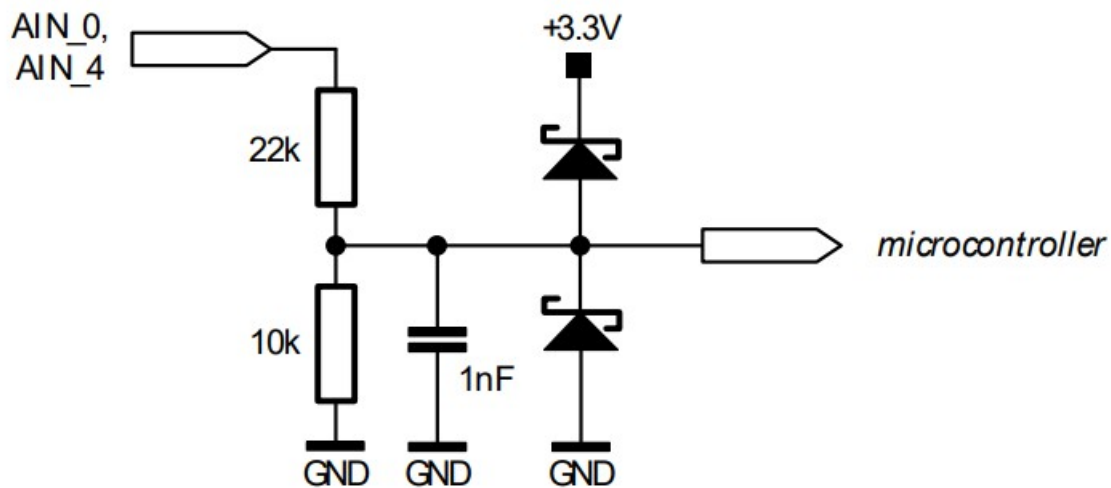 AIN_0,
AIN_4
+3.3V
22k
microcontroller
10k
1nF
GND GND GND